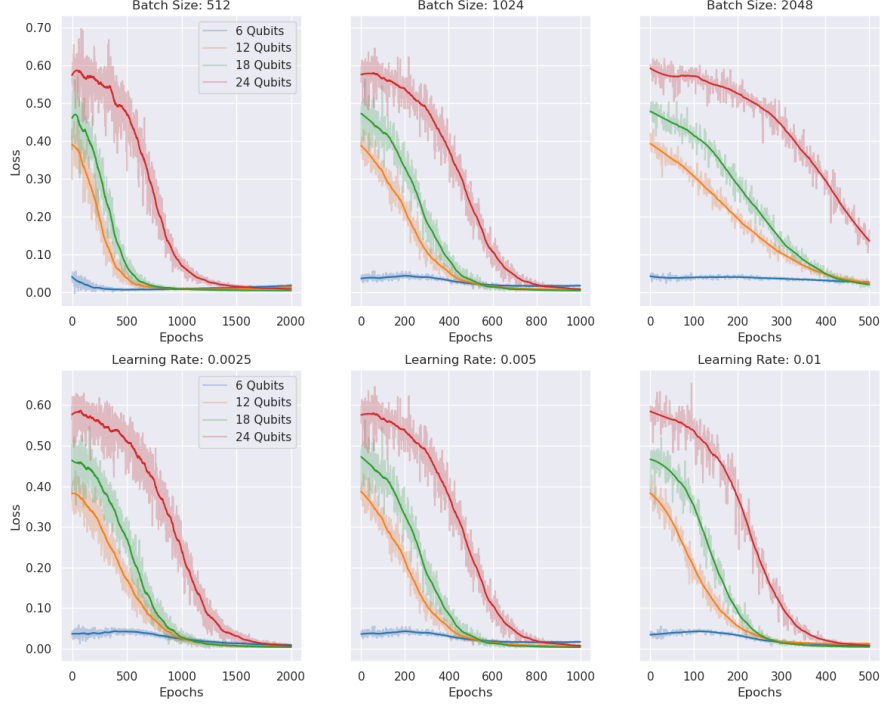 Batch Size: 512
Batch Size: 1024
Batch Size: 2048
0.70
0.60
0.50
0.40
0.30
0.20
0.10
0.00
Loss
6 Qubits
12 Qubits
18 Qubits
24 Qubits
0 500 1000 1500 2000
0 200 400 600 800 1000
0 100 200 300 400 500
Epochs
Epochs
Epochs
Learning Rate: 0.0025
Learning Rate: 0.005
Learning Rate: 0.01
0.60
0.50
0.40
0.30
0.20
0.10
0.00
Loss
6 Qubits
12 Qubits
18 Qubits
24 Qubits
0 500 1000 1500 2000
0 200 400 600 800 1000
0 100 200 300 400 500
Epochs
Epochs
Epochs